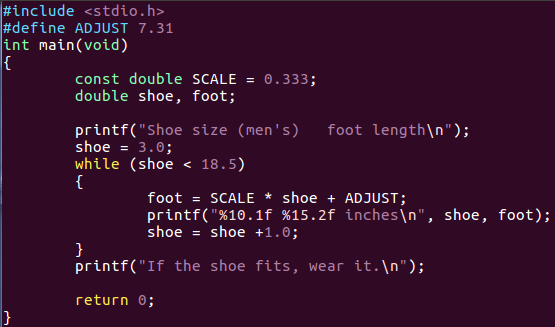 #include <stdio.h>
#define ADJUST 7.31
int main(void)
{
        const double SCALE = 0.333;
        double shoe, foot;

        printf("Shoe size (men's)   foot length\n");
        shoe = 3.0;
        while (shoe < 18.5)
        {
                foot = SCALE * shoe + ADJUST;
                printf("%10.1f %15.2f inches\n", shoe, foot);
                shoe = shoe +1.0;
        }
        printf("If the shoe fits, wear it.\n");

        return 0;
}